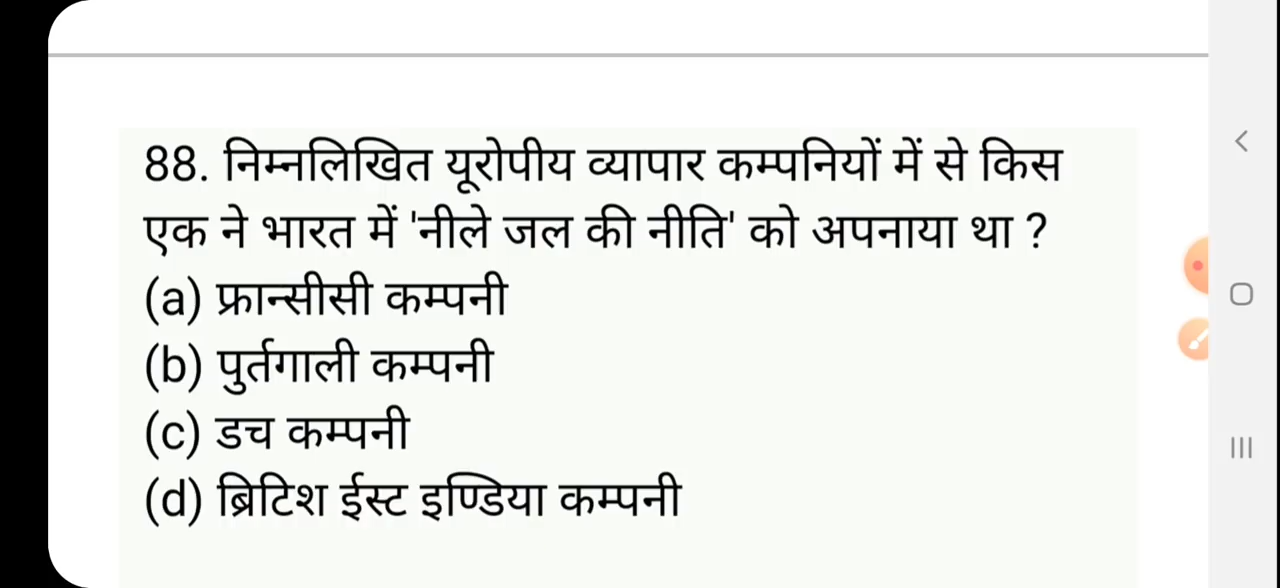 88. निम्नलिखित यूरोपीय व्यापार कम्पनियों में से किस
एक ने भारत में 'नीले जल की नीति' को अपनाया था ?
(a) फ्रान्सीसी कम्पनी
(b) पुर्तगाली कम्पनी
(c) डच कम्पनी
(d) ब्रिटिश ईस्ट इण्डिया कम्पनी